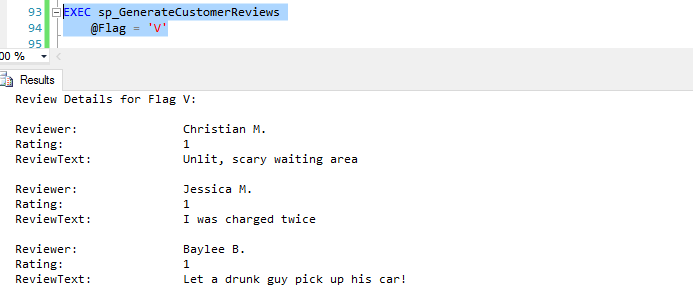 93 EXEC sp_GenerateCustomerReviews
94 @Flag = 'V'
95
00 %
Results
Review Details for Flag V:
Reviewer: Christian M.
Rating: 1
ReviewText: Unlit, scary waiting area
Reviewer: Jessica M.
Rating: 1
ReviewText: I was charged twice
Reviewer: Baylee B.
Rating: 1
ReviewText: Let a drunk guy pick up his car!